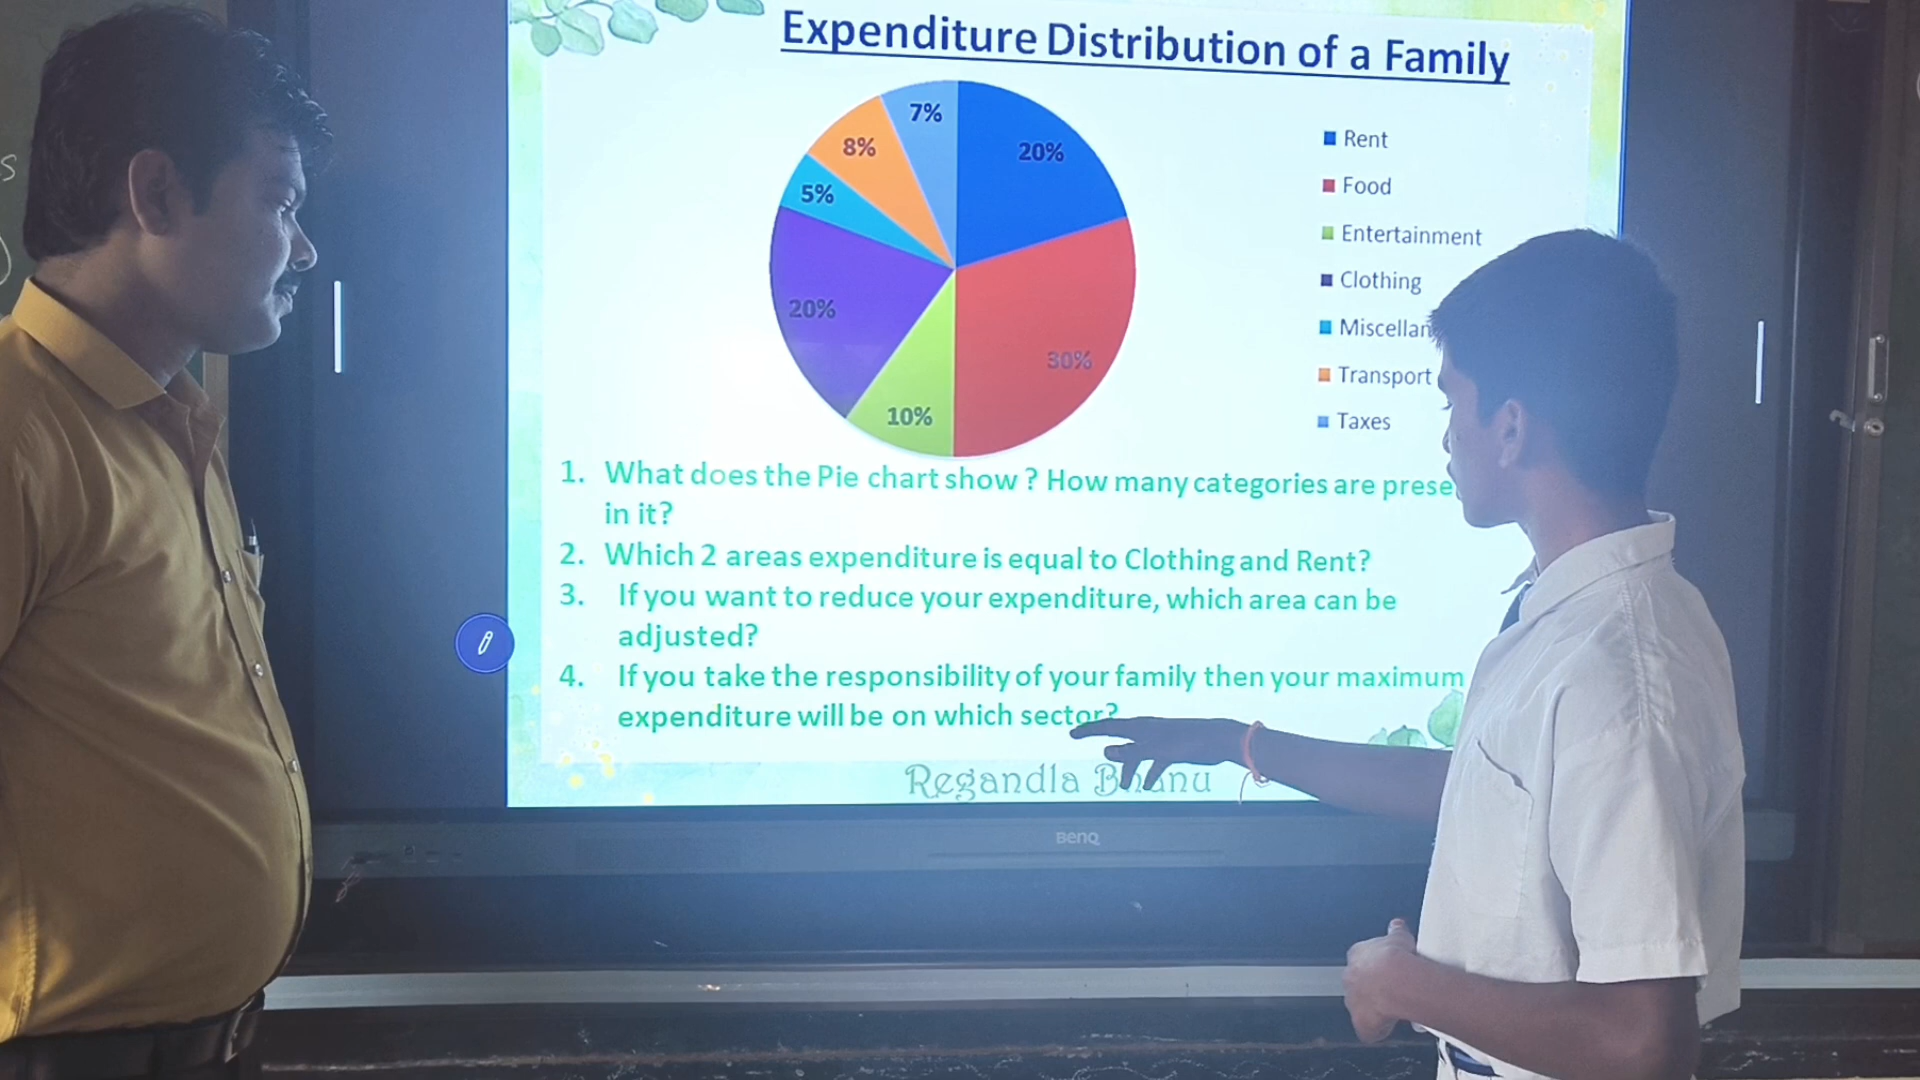 Expenditure Distribution of a Family
7%
20%
8%
5%
20%
30%
10%
Rent
Food
Entertainment
Clothing
Transport
Taxes
1. What does the Pie chart show ? How many categories are
in it?
2. Which 2 areas expenditure is equal to Clothing and Rent?
3. If you want to reduce your expenditure, which area can be
adjusted?
4. If you take the responsibility of your family then your maximum
expenditure will be on which sector?
Regandla
BenQ